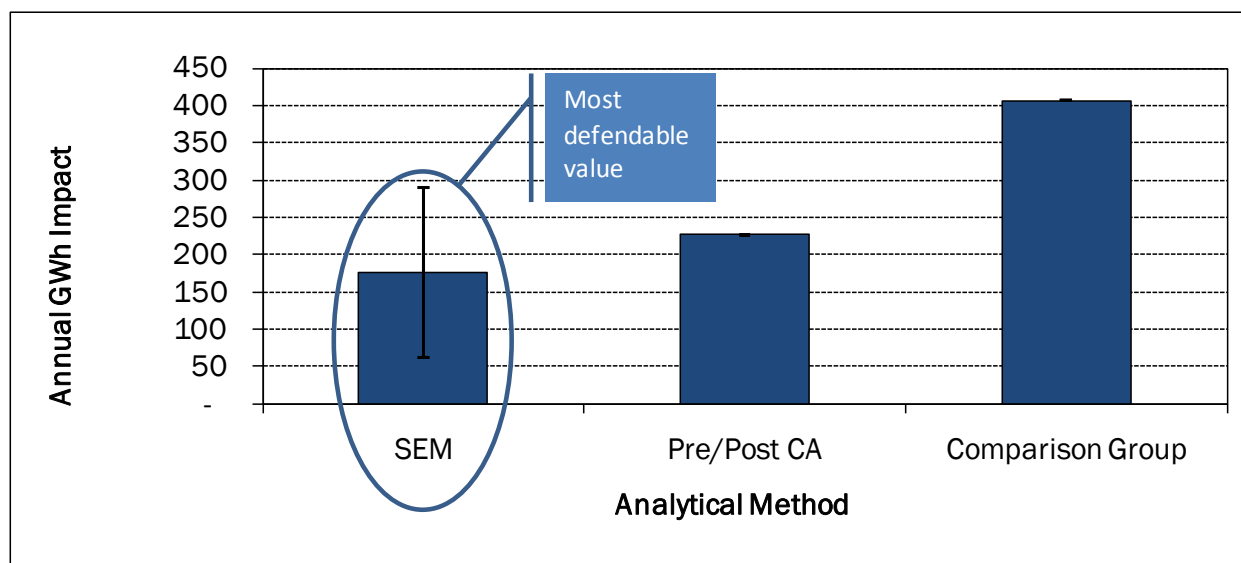 450
400
350
300
250
200
150
100
50
-
Annual GWh Impact
Most
defendable
value
SEM
Pre/Post CA
Comparison Group
Analytical Method